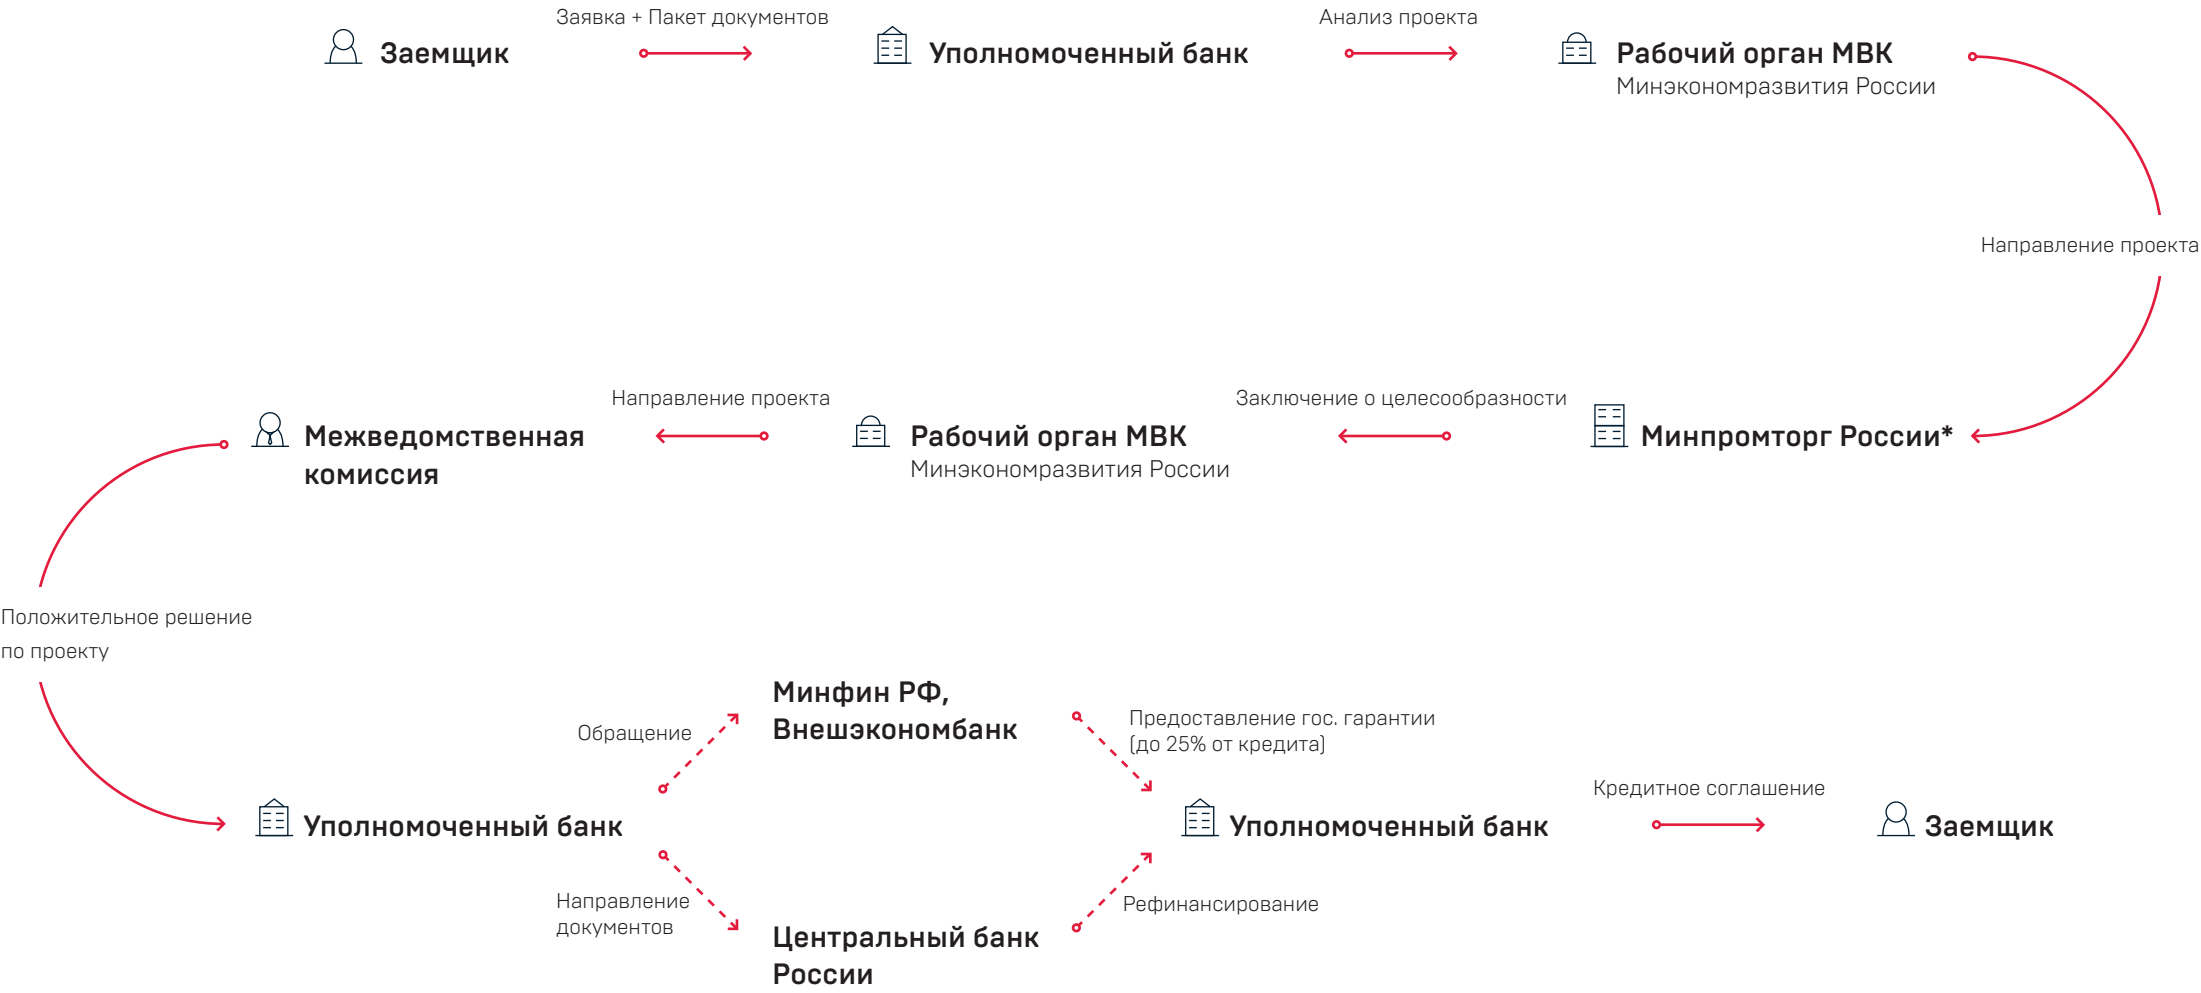 Заявка + Пакет документов
Анализ проекта
Заемщик
Уполномоченный банк
Рабочий орган МВК
Минэкономразвития России
Направление проекта
Направление проекта
Заключение о целесообразности
Межведомственная
комиссия
Рабочий орган МВК
Минэкономразвития России
Минпромторг России*
Положительное решение
по проекту
Минфин РФ,
Внешэкономбанк
Обращение
Предоставление гос. гарантии
(до 25% от кредита)
Кредитное соглашение
Уполномоченный банк
Уполномоченный банк
Заемщик
Направление
документов
Рефинансирование
Центральный банк
России